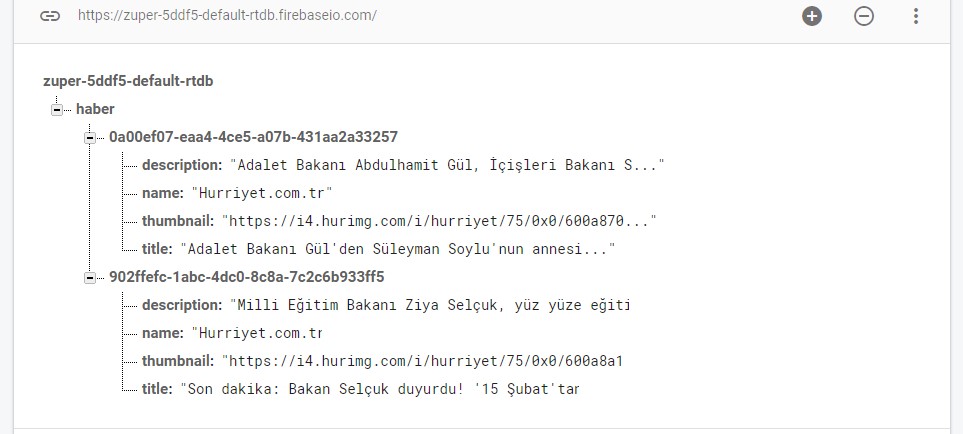 https://zuper-5ddf5-default-rtdb.firebaseio.com/
zuper-5ddf5-default-rtdb
haber
0a00ef07-eaa4-4ce5-a07b-431aa2a33257
description: "Adalet Bakanı Abdulhamit Gül, İçişleri Bakanı S..."
name: "Hurriyet.com.tr"
thumbnail: "https://i4.hurimg.com/i/hurriyet/75/0x0/600a870..."
title: "Adalet Bakanı Gül'den Süleyman Soylu'nun annesi..."
902ffefc-1abc-4dc0-8c8a-7c2c6b933ff5
description: "Milli Eğitim Bakanı Ziya Selçuk, yüz yüze eğiti
name: "Hurriyet.com.tr
thumbnail: "https://i4.hurimg.com/i/hurriyet/75/0x0/600a8a1
title: "Son dakika: Bakan Selçuk duyurdu! '15 Şubat'tar